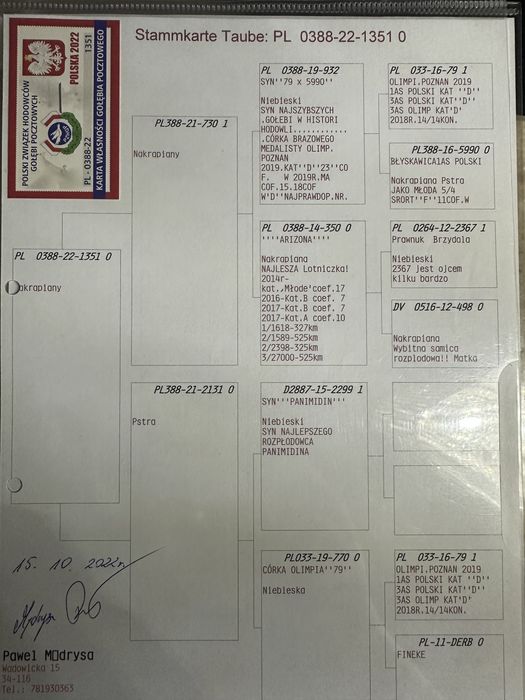 POLSKI ZWIĄZEK HODOWCÓW
GOŁĘBI POCZTOWYCH
POLSKA 2022
PL - 0388-22
1351
KARTA WŁASNOŚCI GOŁĘBIA POCZTOWEGO
Stammkarte Taube: PL 0388-22-1351 0
PL 0388-22-1351 0
akrapiany
PL388-21-730 1
Nakrapiany
PL388-21-2131 0
Pstra
PL 0388-19-932
SYN''79 x 5990''
Niebieski
SYN NAJSZYBSZYCH
.GOŁEBI W HISTORI
HODOWLI............
.CÓRKA BRAZOWEGO
MEDALISTY OLIMP.
POZNAN
2019.KAT''D''23''CO
F. W 2019R.MA
COF.15.18COF
W'D''NAJPRAWDOP.NR.
PL 0388-14-350 0
''''ARIZONA''''
Nakrapiana
NAJLESZA Lotniczka!
2014r-
kat.,Młode'coef.17
2016-Kat.B coef. 7
2017-Kat.B coef. 7
2017-Kat.A coef.10
1/1618-327km
2/1589-525km
2/2398-325km
3/27000-525km
D2887-15-2299 1
SYN'''PANIMIDIN''
Niebieski
SYN NAJLEPSZEGO
ROZPŁODOWCA
PANIMIDINA
PL033-19-770 0
CÓRKA OLIMPIA''79''
Niebieska
PL 033-16-79 1
OLIMPI.POZNAN 2019
1AS POLSKI KAT ''D''
3AS POLSKI KAT''D''
3AS OLIMP KAT'D'
2018R.14/14KON.
PL388-16-5990 0
BŁYSKAWICA1AS POLSKI
Nakrapiana Pstra
JAKO MŁODA 5/4
SRORT''F''11COF.W
PL 0264-12-2367 1
Prawnuk Brzydala
Niebieski
2367 jest ojcem
kilku bardzo
DV 0516-12-498 0
Nakrapiana
Wybitna samica
rozpłodowa!! Matka
PL 033-16-79 1
OLIMPI.POZNAN 2019
1AS POLSKI KAT ''D''
3AS POLSKI KAT''D''
3AS OLIMP KAT'D'
2018R.14/14KON.
PL-11-DERB 0
FINEKE
15. 10. 2022r.
Paweł M□drysa
Wadowicka 15
34-116
Tel.: 781930363